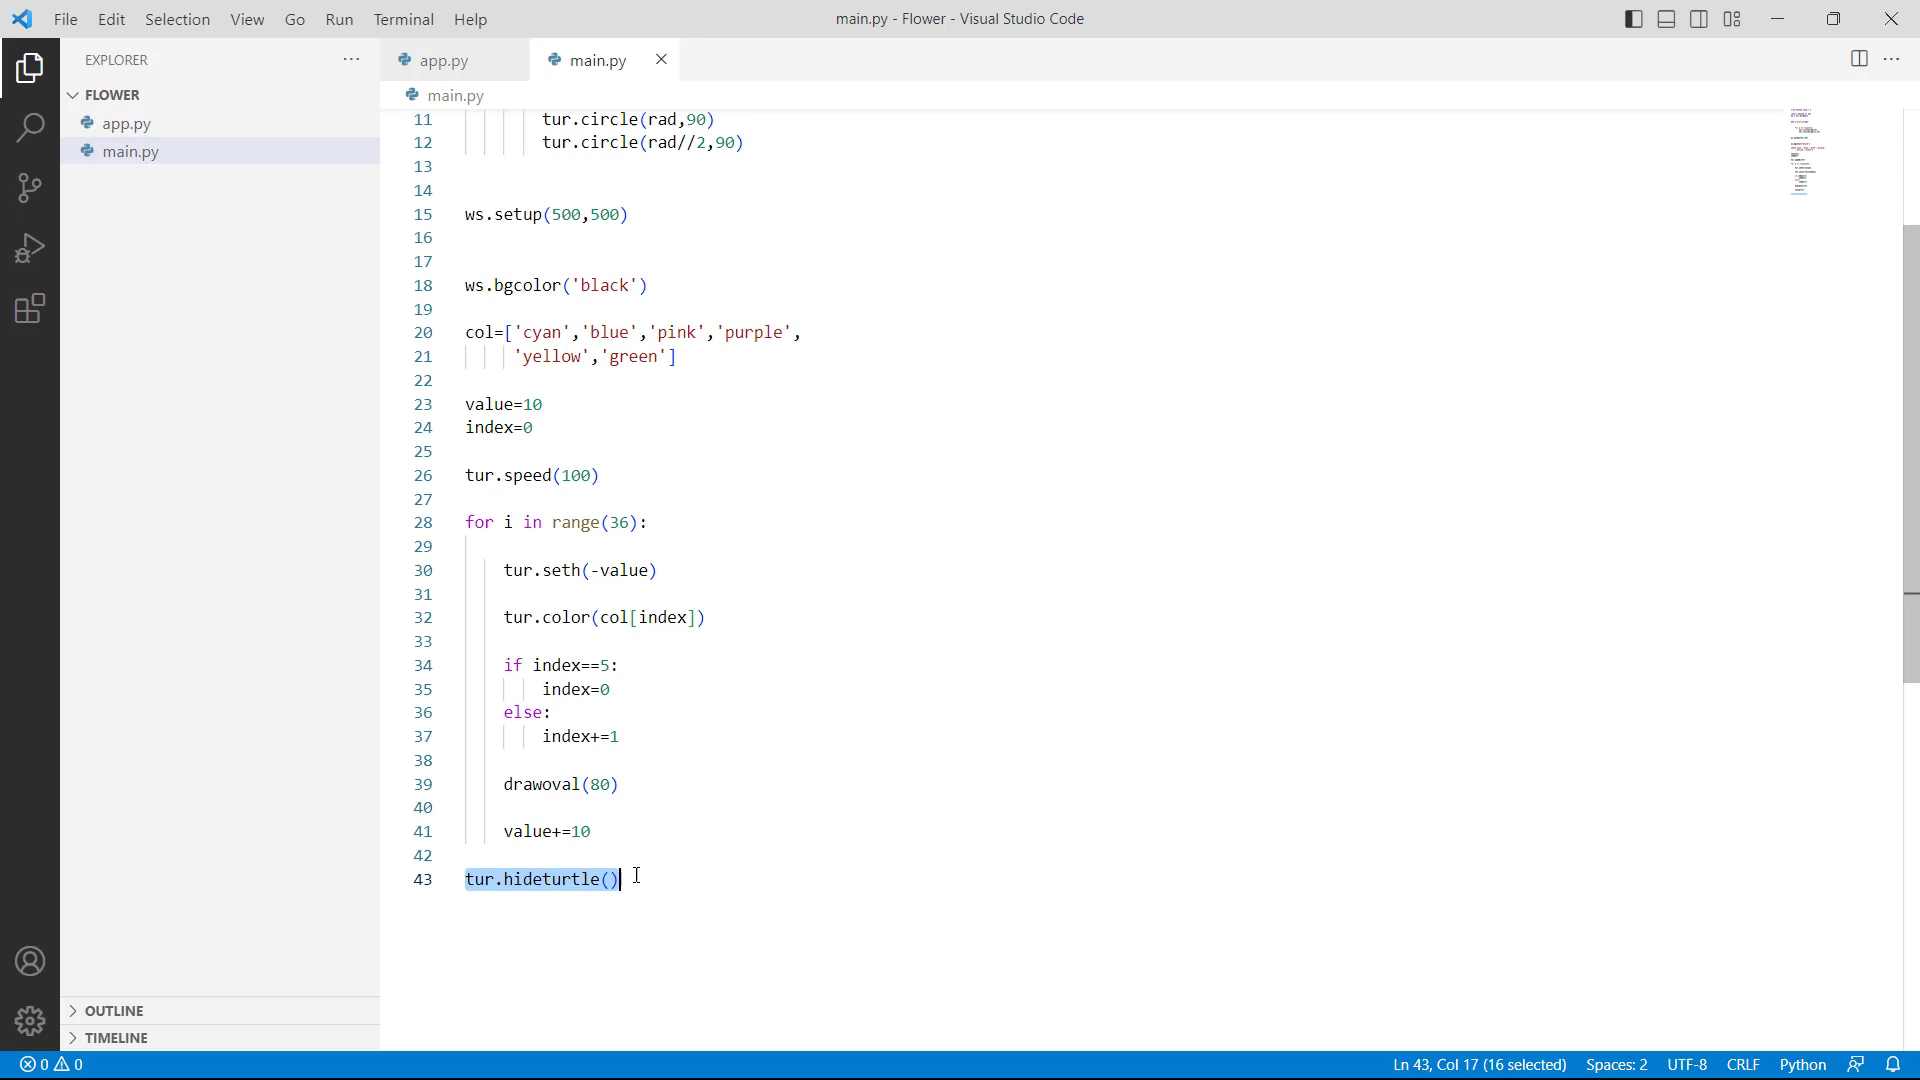 File Edit Selection View Go Run Terminal Help
main.py - Flower - Visual Studio Code
EXPLORER
FLOWER
app.py
main.py
OUTLINE
TIMELINE
app.py
main.py
main.py
11 tur.circle(rad,90)
12 tur.circle(rad//2,90)
13
14
15 ws.setup(500,500)
16
17
18 ws.bgcolor('black')
19
20 col=['cyan','blue','pink','purple',
21 'yellow','green']
22
23 value=10
24 index=0
25
26 tur.speed(100)
27
28 for i in range(36):
29
30 tur.seth(-value)
31
32 tur.color(col[index])
33
34 if index==5:
35 index=0
36 else:
37 index+=1
38
39 drawoval(80)
40
41 value+=10
42
43 tur.hideturtle()
0 0
Ln 43, Col 17 (16 selected) Spaces: 2 UTF-8 CRLF Python